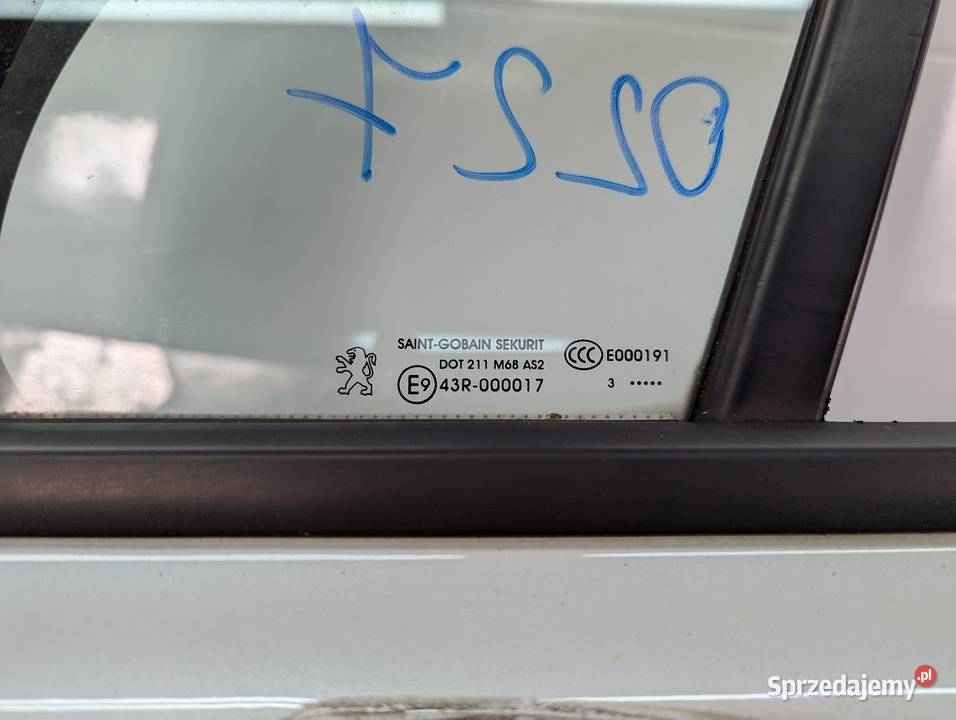 0227
SAINT-GOBAIN SEKURIT
DOT 211 M68 AS2
E9 43R-000017
CCC E000191
3 •••••
Sprzedajemy.pl